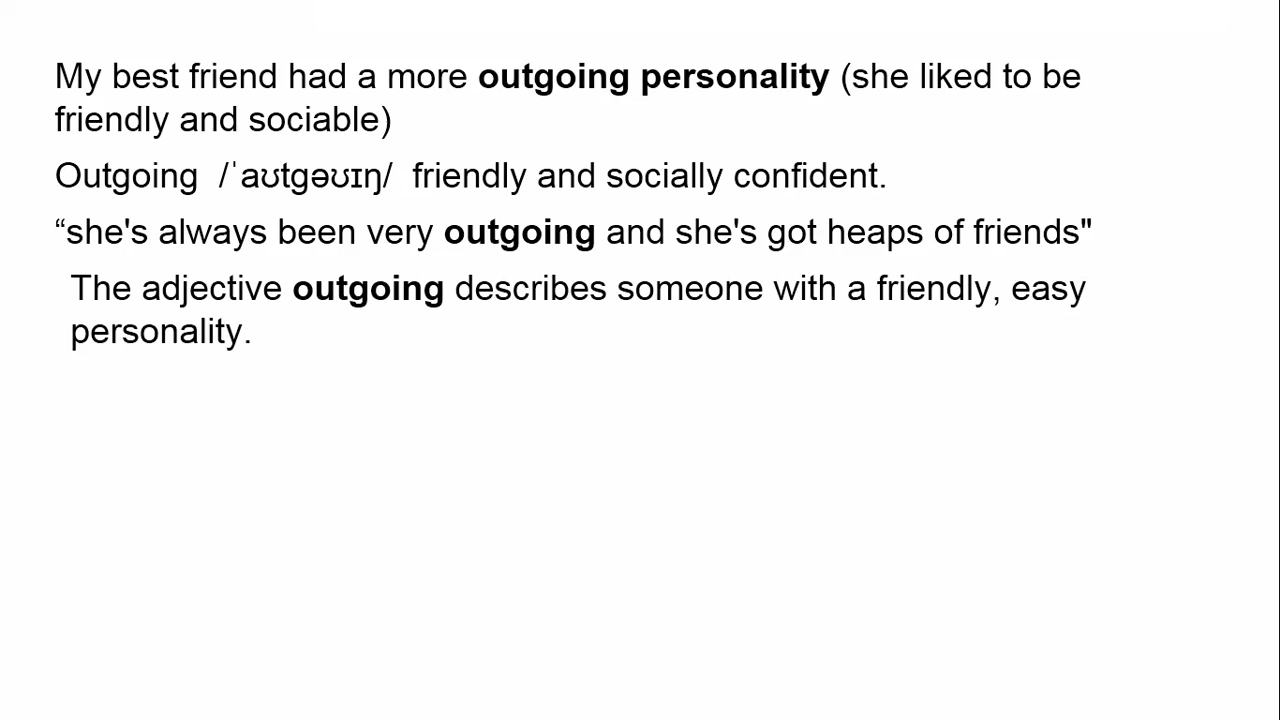 My best friend had a more outgoing personality (she liked to be
friendly and sociable)
Outgoing  /ˈaʊtgəʊɪŋ/  friendly and socially confident.
“she's always been very outgoing and she's got heaps of friends"
The adjective outgoing describes someone with a friendly, easy
personality.